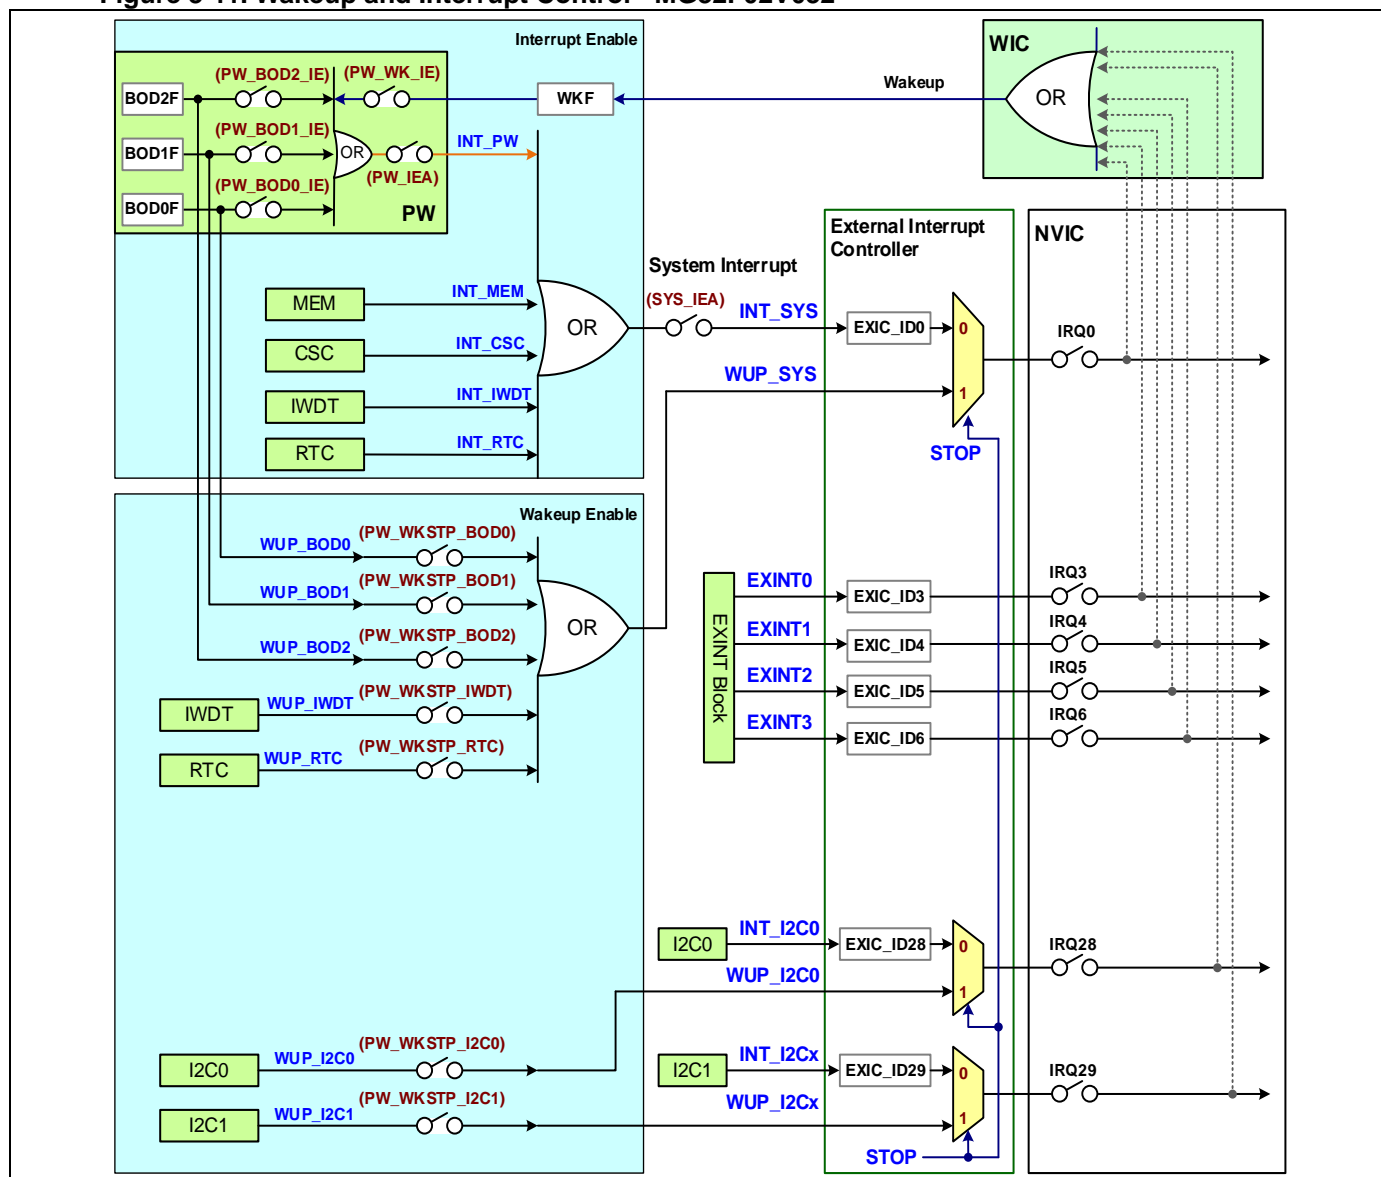 Interrupt Enable
WIC
(PW_BOD2_IE)
(PW_WK_IE)
Wakeup
BOD2F
WKF
OR
(PW_BOD1_IE)
INT_PW
BOD1F
OR
(PW_IEA)
(PW_BOD0_IE)
BOD0F
PW
External Interrupt
Controller
NVIC
System Interrupt
INT_MEM
(SYS_IEA)
INT_SYS
MEM
OR
EXIC_ID0
0
IRQ0
INT_CSC
CSC
WUP_SYS
INT_IWDT
1
IWDT
INT_RTC
RTC
STOP
Wakeup Enable
(PW_WKSTP_BOD0)
WUP_BOD0
(PW_WKSTP_BOD1)
WUP_BOD1
EXINT0
EXIC_ID3
IRQ3
OR
(PW_WKSTP_BOD2)
WUP_BOD2
EXINT Block
EXINT1
EXIC_ID4
IRQ4
(PW_WKSTP_IWDT)
WUP_IWDT
IWDT
EXINT2
EXIC_ID5
IRQ5
(PW_WKSTP_RTC)
WUP_RTC
RTC
EXINT3
EXIC_ID6
IRQ6
INT_I2C0
I2C0
EXIC_ID28
0
IRQ28
WUP_I2C0
1
(PW_WKSTP_I2C0)
WUP_I2C0
I2C0
INT_I2Cx
I2C1
EXIC_ID29
0
IRQ29
(PW_WKSTP_I2C1)
WUP_I2C1
I2C1
WUP_I2Cx
1
STOP